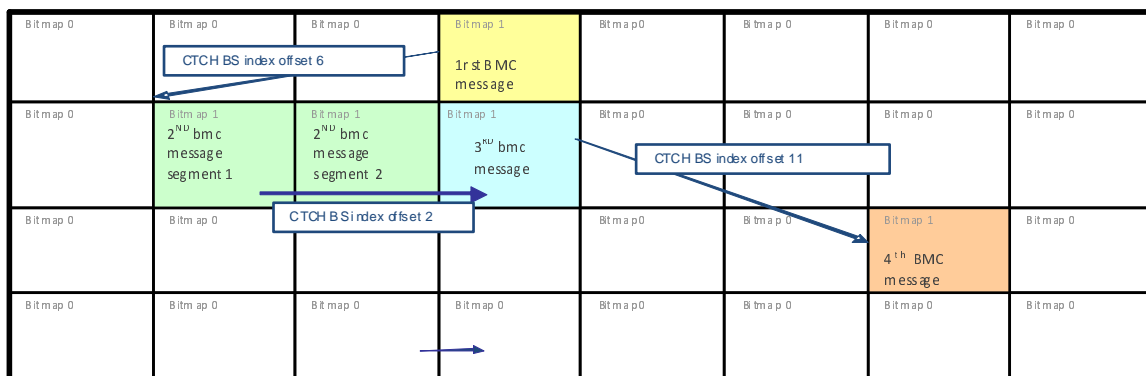 Bitmap 0
Bitmap 0
Bitmap 0
Bitmap 1
Bitmap 0
Bitmap 0
Bitmap 0
Bitmap 0
CTCH BS index offset 6
1rst BMC
message
Bitmap 0
Bitmap 1
Bitmap 1
Bitmap 1
Bitmap 0
Bitmap 0
Bitmap 0
Bitmap 0
2ND bmc
message
segment 1
2ND bmc
message
segment 2
3RD bmc
message
CTCH BS index offset 11
CTCH BS index offset 2
Bitmap 0
Bitmap 0
Bitmap 0
Bitmap 0
Bitmap 0
Bitmap 0
Bitmap 1
Bitmap 0
4th BMC
message
Bitmap 0
Bitmap 0
Bitmap 0
Bitmap 0
Bitmap 0
Bitmap 0
Bitmap 0
Bitmap 0